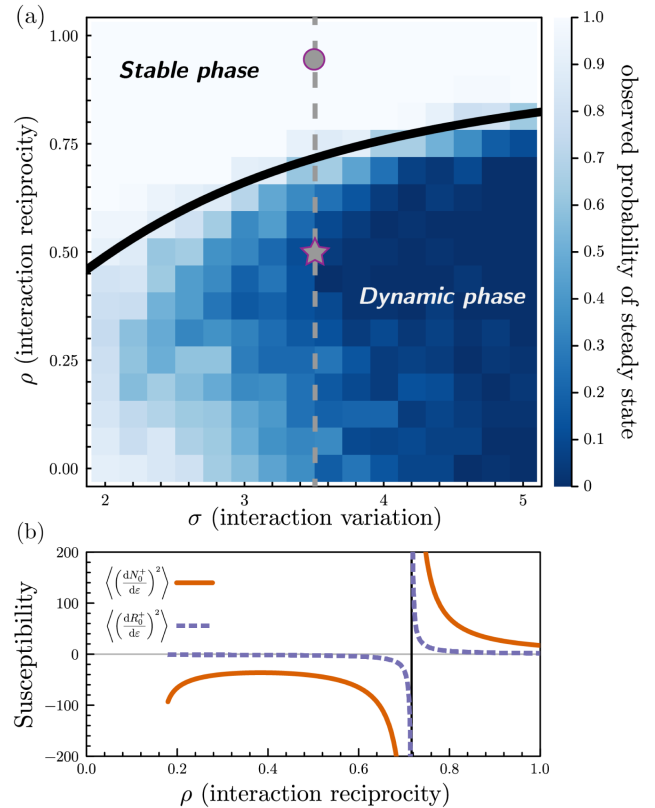 (a)
1.00
0.75
0.50
0.25
0.00
ρ (interaction reciprocity)
Stable phase
Dynamic phase
2
3
4
5
σ (interaction variation)
1.0
0.9
0.8
0.7
0.6
0.5
0.4
0.3
0.2
0.1
0
observed probability of steady state
(b)
200
100
0
−100
−200
Susceptibility
⟨(dN₀⁺/dε)²⟩
⟨(dR₀⁺/dε)²⟩
0.0
0.2
0.4
0.6
0.8
1.0
ρ (interaction reciprocity)